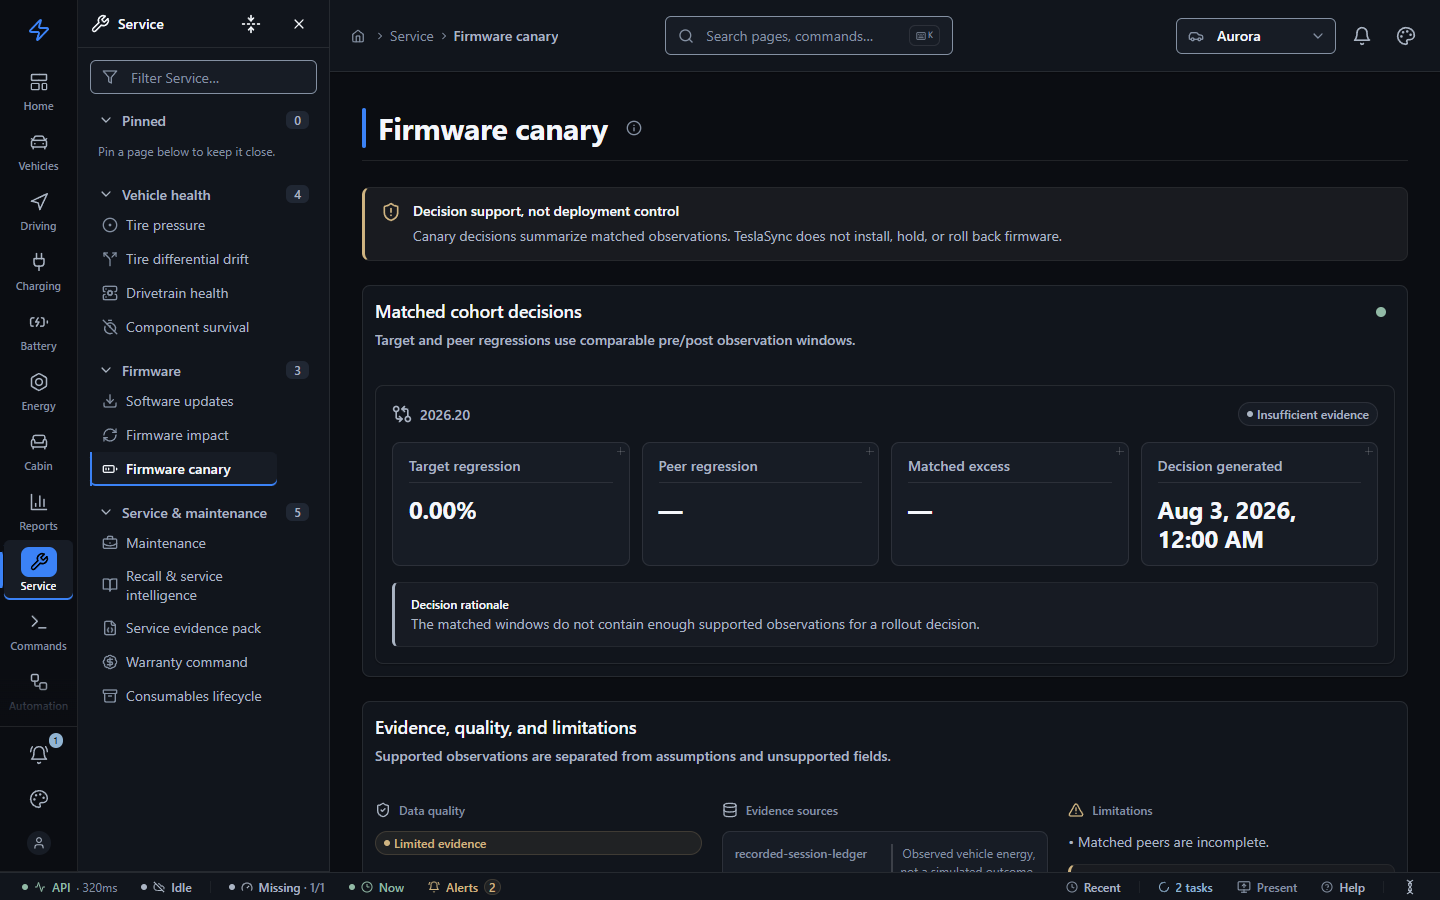 Service
Service
Firmware canary
Search pages, commands...
K
Aurora
Filter Service...
Home
Vehicles
Driving
Charging
Battery
Energy
Cabin
Reports
Service
Commands
Automation
1
Pinned
0
Pin a page below to keep it close.
Vehicle health
4
Tire pressure
Tire differential drift
Drivetrain health
Component survival
Firmware
3
Software updates
Firmware impact
Firmware canary
Service & maintenance
5
Maintenance
Recall & service
intelligence
Service evidence pack
Warranty command
Consumables lifecycle
Firmware canary
Decision support, not deployment control
Canary decisions summarize matched observations. TeslaSync does not install, hold, or roll back firmware.
Matched cohort decisions
Target and peer regressions use comparable pre/post observation windows.
2026.20
Insufficient evidence
Target regression
0.00%
Peer regression
—
Matched excess
—
Decision generated
Aug 3, 2026,
12:00 AM
Decision rationale
The matched windows do not contain enough supported observations for a rollout decision.
Evidence, quality, and limitations
Supported observations are separated from assumptions and unsupported fields.
Data quality
Limited evidence
Evidence sources
recorded-session-ledger
Observed vehicle energy,
not a simulated outcome
Limitations
• Matched peers are incomplete.
API · 320ms
Idle
Missing · 1/1
Now
Alerts 2
Recent
2 tasks
Present
Help